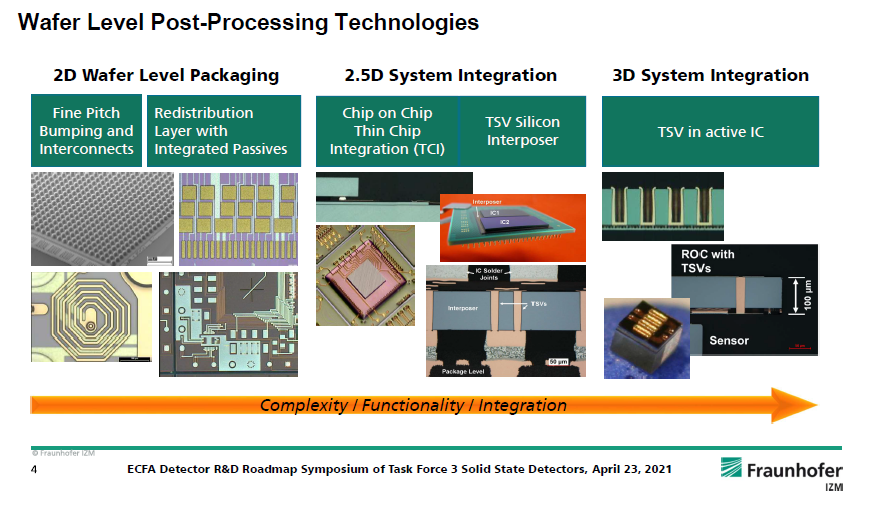 Wafer Level Post-Processing Technologies
2D Wafer Level Packaging
2.5D System Integration
3D System Integration
Fine Pitch
Bumping and
Interconnects
Redistribution
Layer with
Integrated Passives
Chip on Chip
Thin Chip
Integration (TCI)
TSV Silicon
Interposer
TSV in active IC
Interposer
IC1
IC2
IC Solder
Joints
Interposer
TSVs
50 µm
Package Level
ROC with
TSVs
100 µm
Sensor
Complexity / Functionality / Integration
© Fraunhofer IZM
4
ECFA Detector R&D Roadmap Symposium of Task Force 3 Solid State Detectors, April 23, 2021
Fraunhofer
IZM